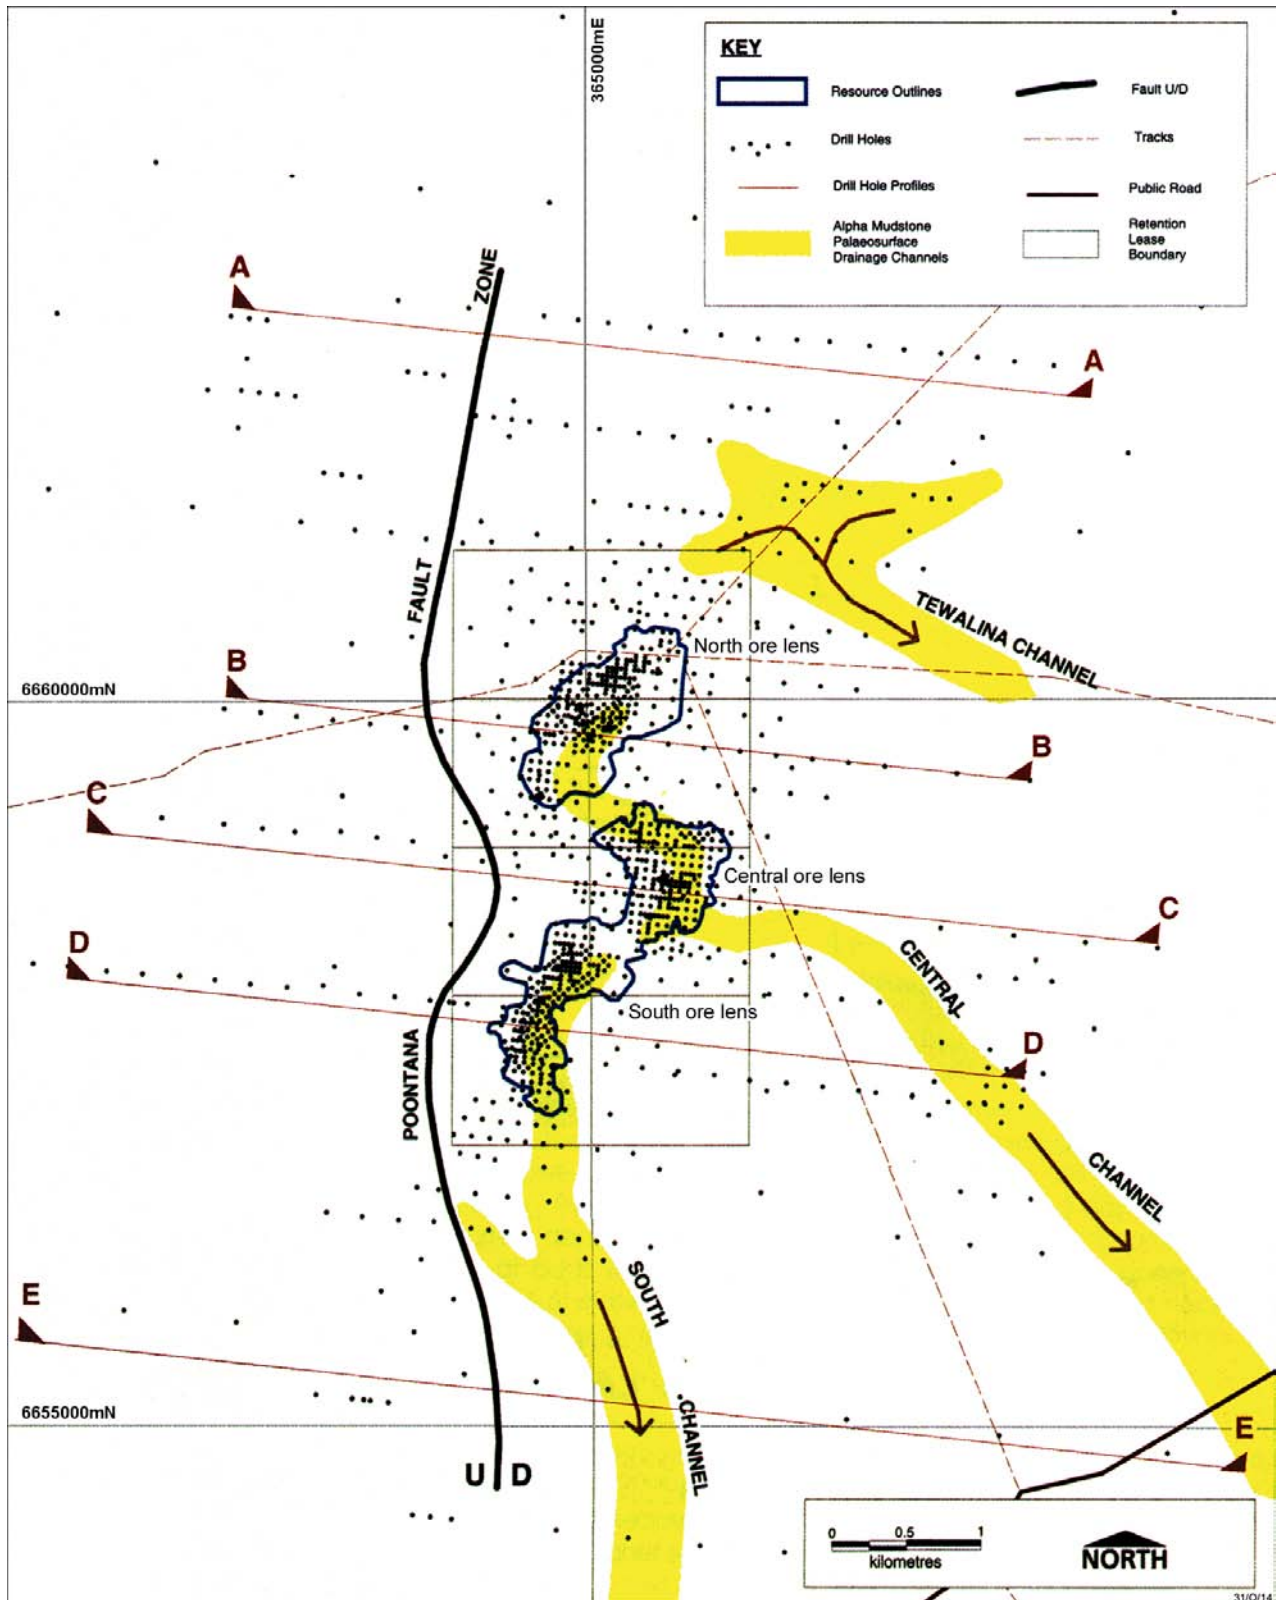 365000mE
KEY
Resource Outlines
Fault U/D
Drill Holes
Tracks
Drill Hole Profiles
Public Road
Alpha Mudstone
Palaeosurface
Drainage Channels
Retention
Lease
Boundary
A
ZONE
A
FAULT
TEWALINA CHANNEL
North ore lens
B
6660000mN
B
C
Central ore lens
C
D
CENTRAL
South ore lens
D
POONTANA
CHANNEL
SOUTH
E
CHANNEL
6655000mN
E
U D
0 0.5 1
kilometres
NORTH